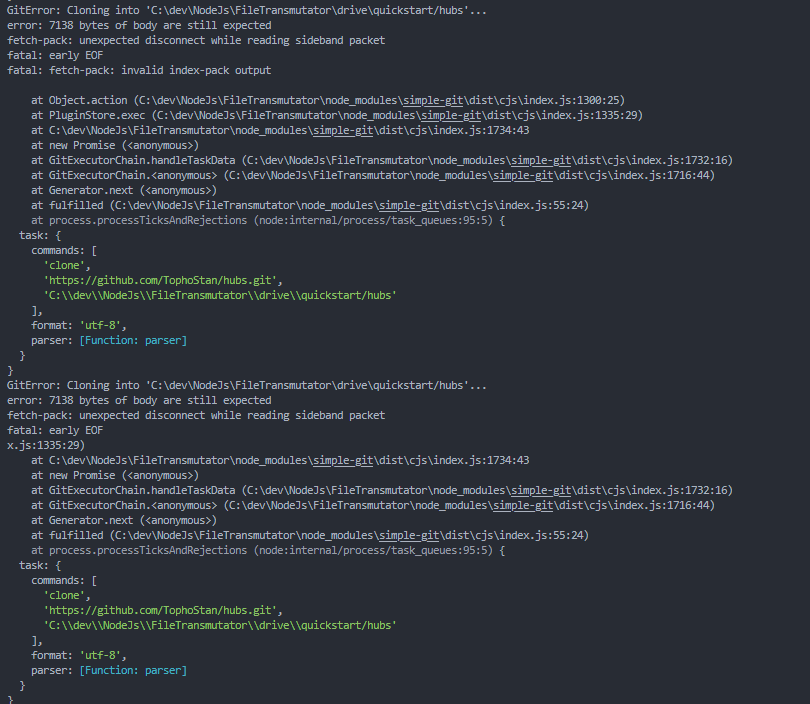 GitError: Cloning into 'C:\dev\NodeJs\FileTransmutator\drive\quickstart/hubs'...
error: 7138 bytes of body are still expected
fetch-pack: unexpected disconnect while reading sideband packet
fatal: early EOF
fatal: fetch-pack: invalid index-pack output
at Object.action (C:\dev\NodeJs\FileTransmutator\node_modules\simple-git\dist\cjs\index.js:1300:25)
at PluginStore.exec (C:\dev\NodeJs\FileTransmutator\node_modules\simple-git\dist\cjs\index.js:1335:29)
at C:\dev\NodeJs\FileTransmutator\node_modules\simple-git\dist\cjs\index.js:1734:43
at new Promise (<anonymous>)
at GitExecutorChain.handleTaskData (C:\dev\NodeJs\FileTransmutator\node_modules\simple-git\dist\cjs\index.js:1732:16)
at GitExecutorChain.<anonymous> (C:\dev\NodeJs\FileTransmutator\node_modules\simple-git\dist\cjs\index.js:1716:44)
at Generator.next (<anonymous>)
at fulfilled (C:\dev\NodeJs\FileTransmutator\node_modules\simple-git\dist\cjs\index.js:55:24)
at process.processTicksAndRejections (node:internal/process/task_queues:95:5) {
task: {
commands: [
'clone',
'https://github.com/TophoStan/hubs.git',
'C:\\dev\\NodeJs\\FileTransmutator\\drive\\quickstart/hubs'
],
format: 'utf-8',
parser: [Function: parser]
}
}
GitError: Cloning into 'C:\dev\NodeJs\FileTransmutator\drive\quickstart/hubs'...
error: 7138 bytes of body are still expected
fetch-pack: unexpected disconnect while reading sideband packet
fatal: early EOF
x.js:1335:29)
at C:\dev\NodeJs\FileTransmutator\node_modules\simple-git\dist\cjs\index.js:1734:43
at new Promise (<anonymous>)
at GitExecutorChain.handleTaskData (C:\dev\NodeJs\FileTransmutator\node_modules\simple-git\dist\cjs\index.js:1732:16)
at GitExecutorChain.<anonymous> (C:\dev\NodeJs\FileTransmutator\node_modules\simple-git\dist\cjs\index.js:1716:44)
at Generator.next (<anonymous>)
at fulfilled (C:\dev\NodeJs\FileTransmutator\node_modules\simple-git\dist\cjs\index.js:55:24)
at process.processTicksAndRejections (node:internal/process/task_queues:95:5) {
task: {
commands: [
'clone',
'https://github.com/TophoStan/hubs.git',
'C:\\dev\\NodeJs\\FileTransmutator\\drive\\quickstart/hubs'
],
format: 'utf-8',
parser: [Function: parser]
}
}